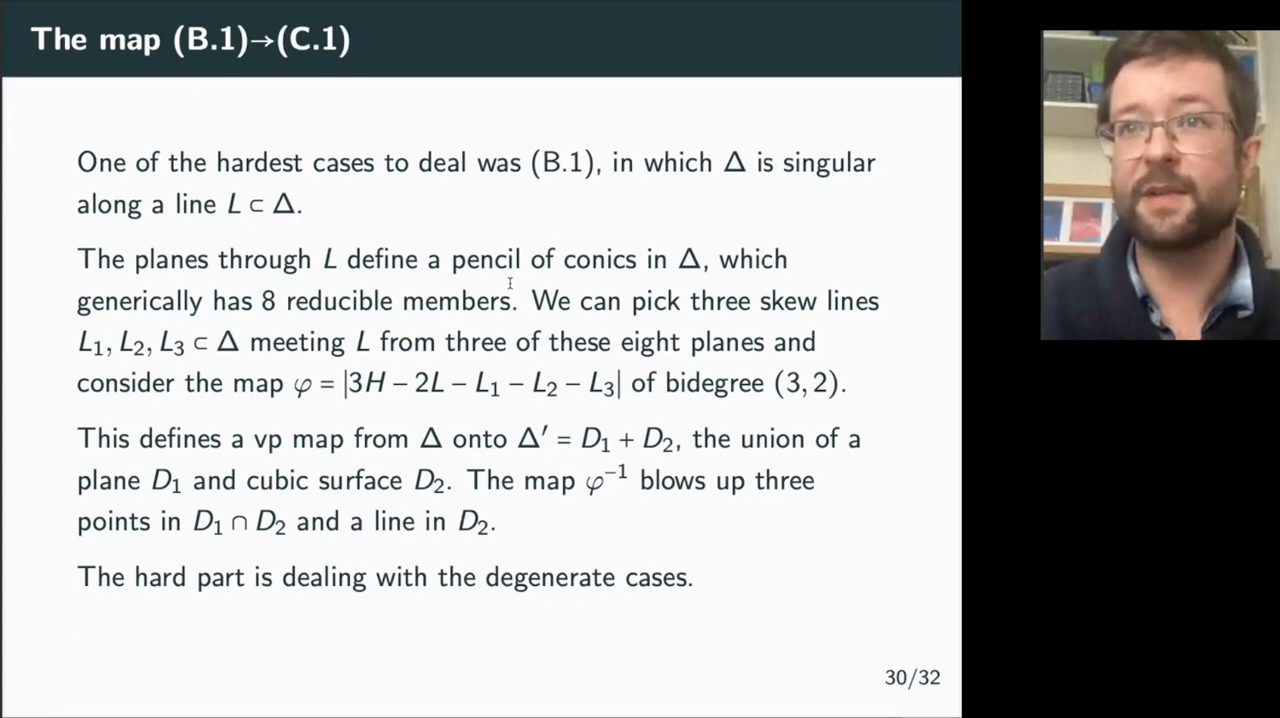 The map (B.1)→(C.1)
One of the hardest cases to deal was (B.1), in which Δ is singular
along a line L ⊂ Δ.
The planes through L define a pencil of conics in Δ, which
generically has 8 reducible members. We can pick three skew lines
L₁, L₂, L₃ ⊂ Δ meeting L from three of these eight planes and
consider the map φ = |3H − 2L − L₁ − L₂ − L₃| of bidegree (3, 2).
This defines a vp map from Δ onto Δ′ = D₁ + D₂, the union of a
plane D₁ and cubic surface D₂. The map φ⁻¹ blows up three
points in D₁ ∩ D₂ and a line in D₂.
The hard part is dealing with the degenerate cases.
30/32